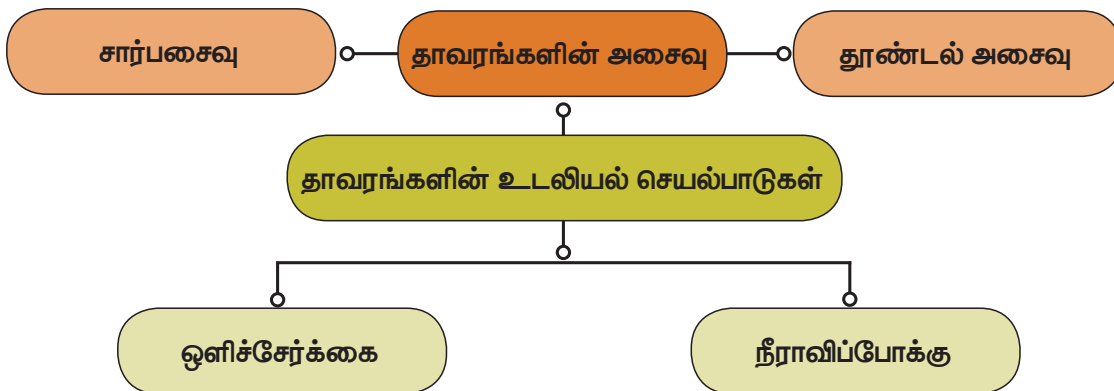 சார்பசைவு
தாவரங்களின் அசைவு
தூண்டல் அசைவு
தாவரங்களின் உடலியல் செயல்பாடுகள்
ஒளிச்சேர்க்கை
நீராவிப்போக்கு